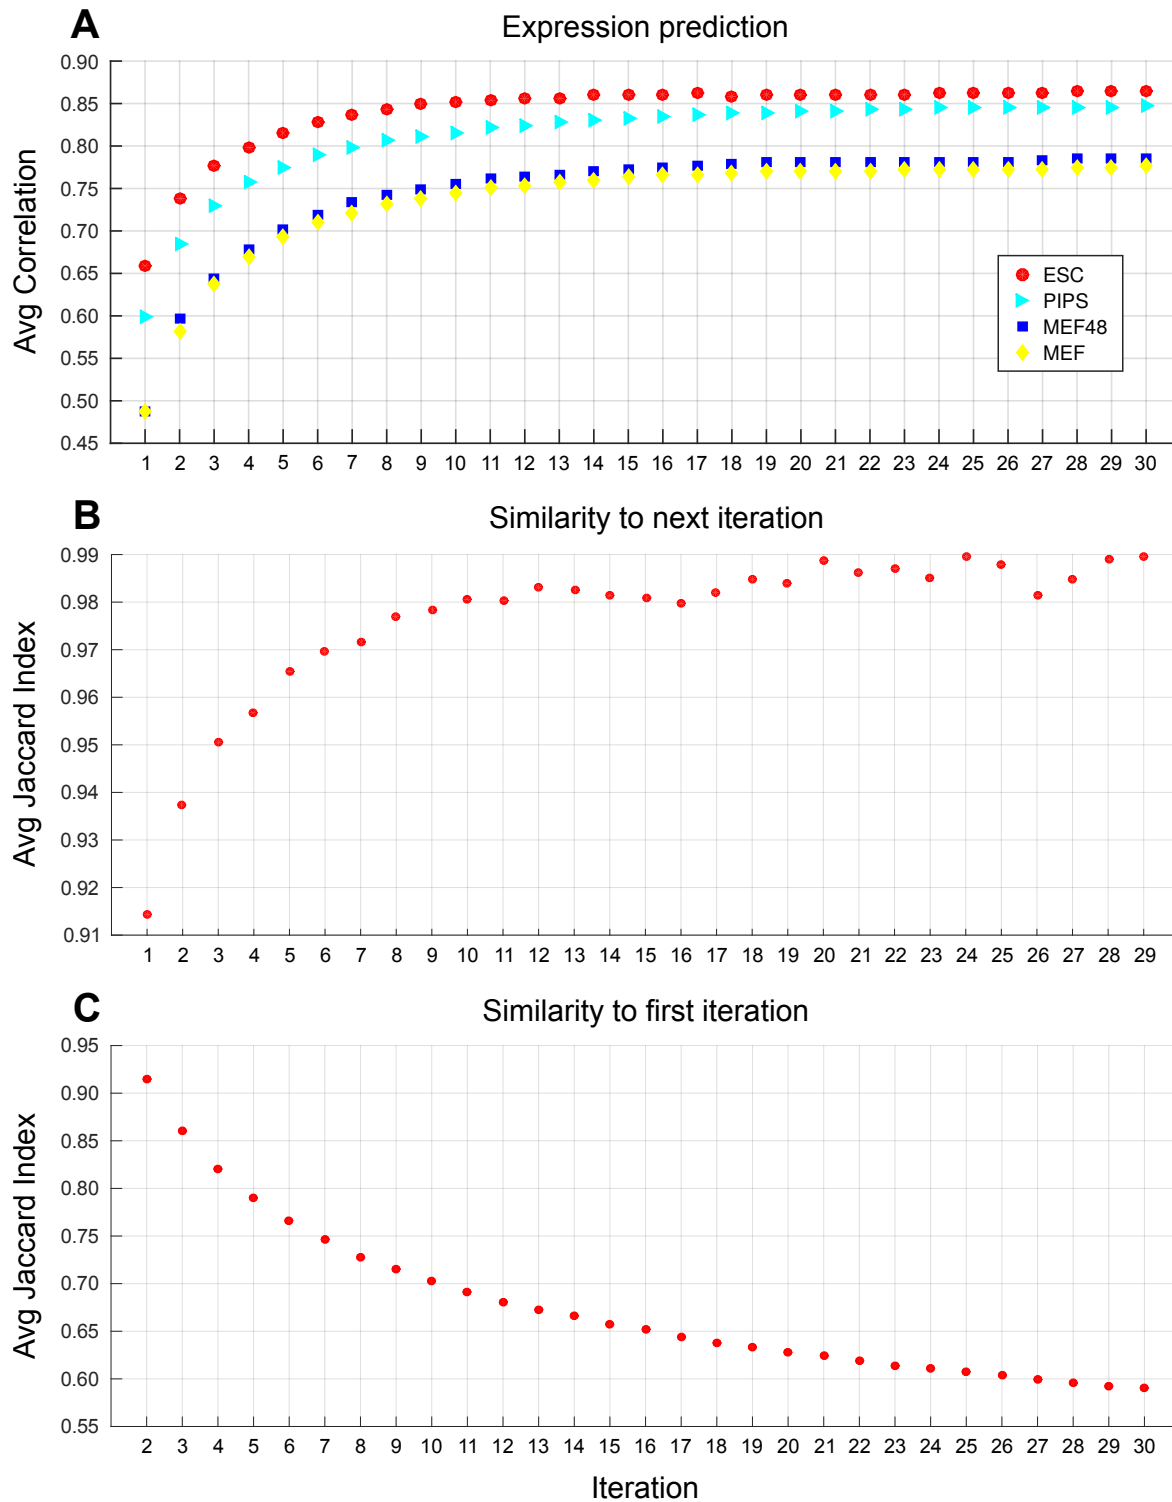 A
Expression prediction
0.90
0.85
0.80
0.75
0.70
0.65
0.60
0.55
0.50
0.45
Avg Correlation
ESC
PIPS
MEF48
MEF
1 2 3 4 5 6 7 8 9 10 11 12 13 14 15 16 17 18 19 20 21 22 23 24 25 26 27 28 29 30
B
Similarity to next iteration
0.99
0.98
0.97
0.96
0.95
0.94
0.93
0.92
0.91
Avg Jaccard Index
1 2 3 4 5 6 7 8 9 10 11 12 13 14 15 16 17 18 19 20 21 22 23 24 25 26 27 28 29
C
Similarity to first iteration
0.95
0.90
0.85
0.80
0.75
0.70
0.65
0.60
0.55
Avg Jaccard Index
2 3 4 5 6 7 8 9 10 11 12 13 14 15 16 17 18 19 20 21 22 23 24 25 26 27 28 29 30
Iteration